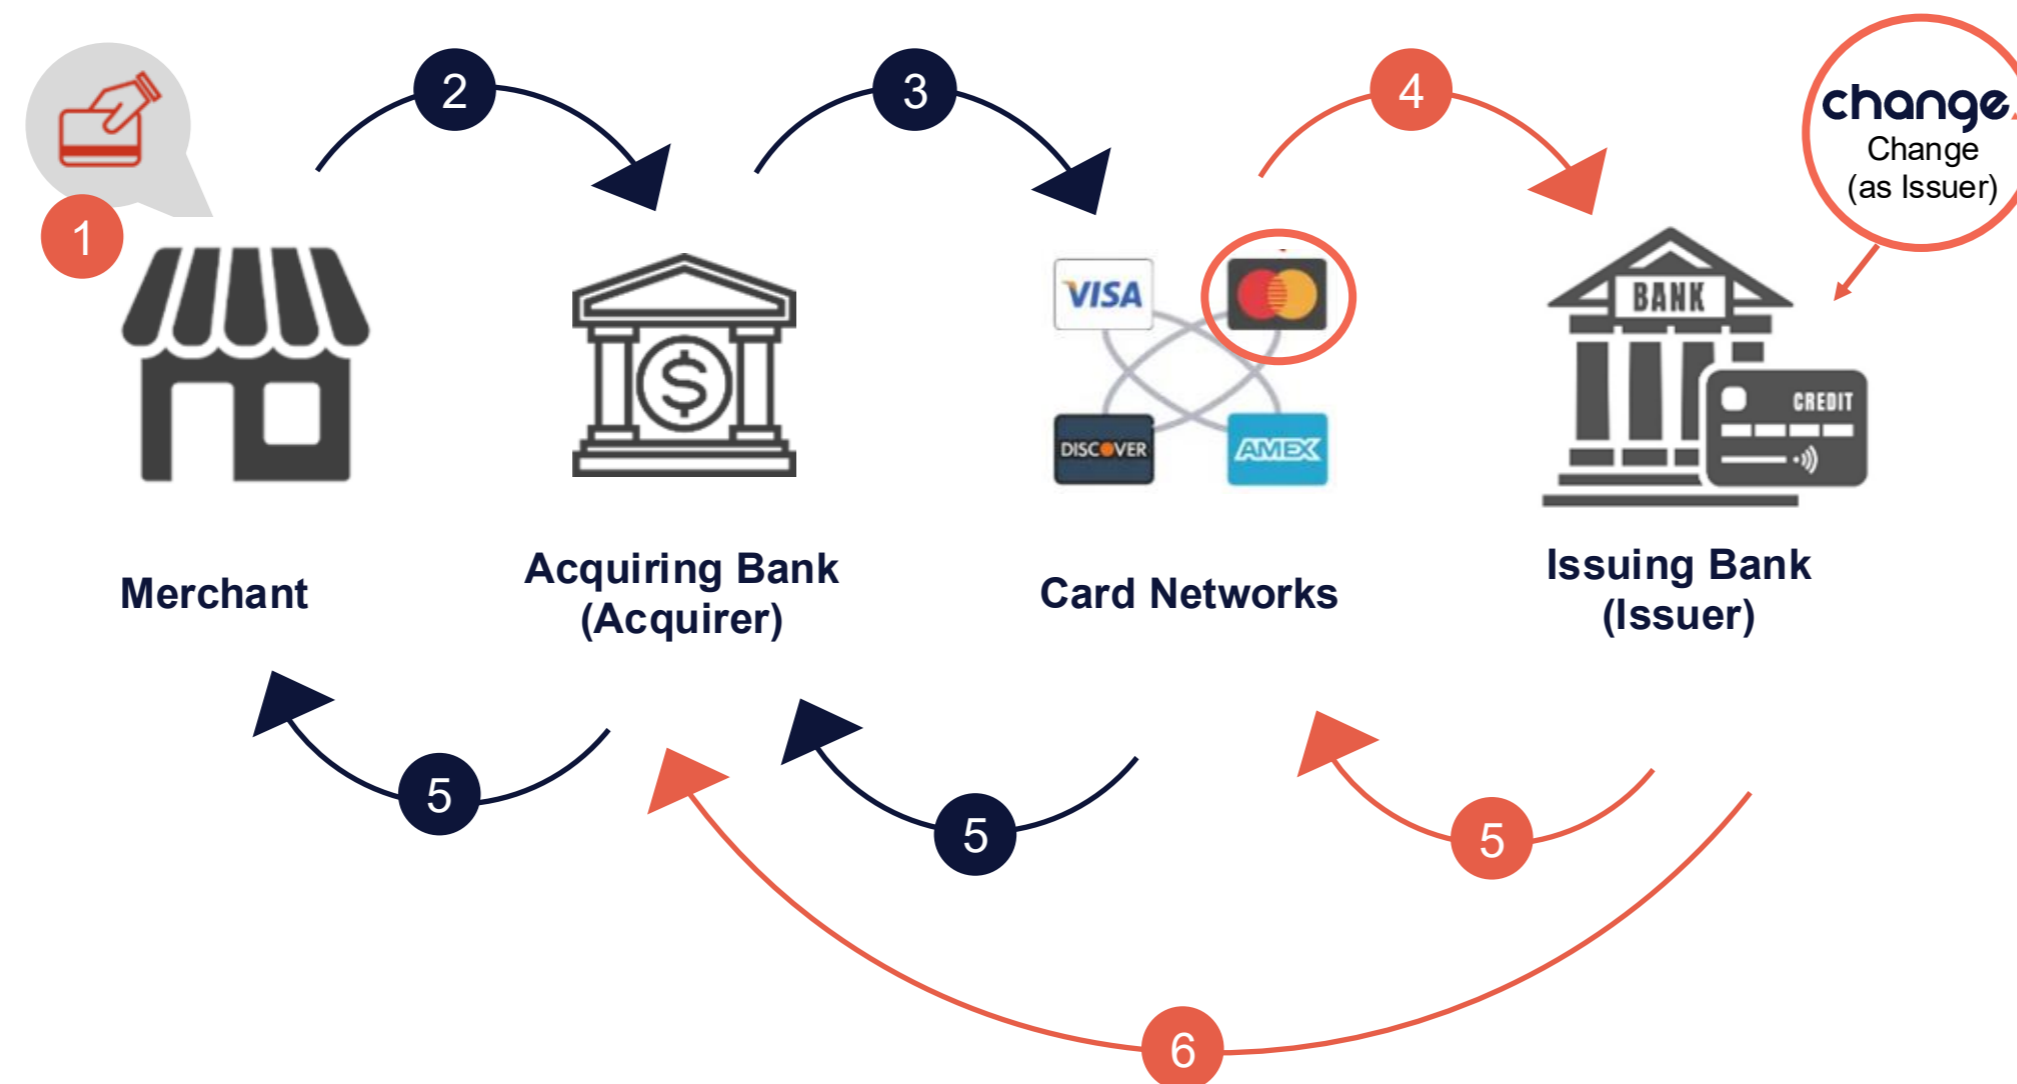 2
3
4
change
Change
(as Issuer)
1
VISA
BANK
CREDIT
DISCOVER
AMEX
Merchant
Acquiring Bank
(Acquirer)
Card Networks
Issuing Bank
(Issuer)
5
5
5
6